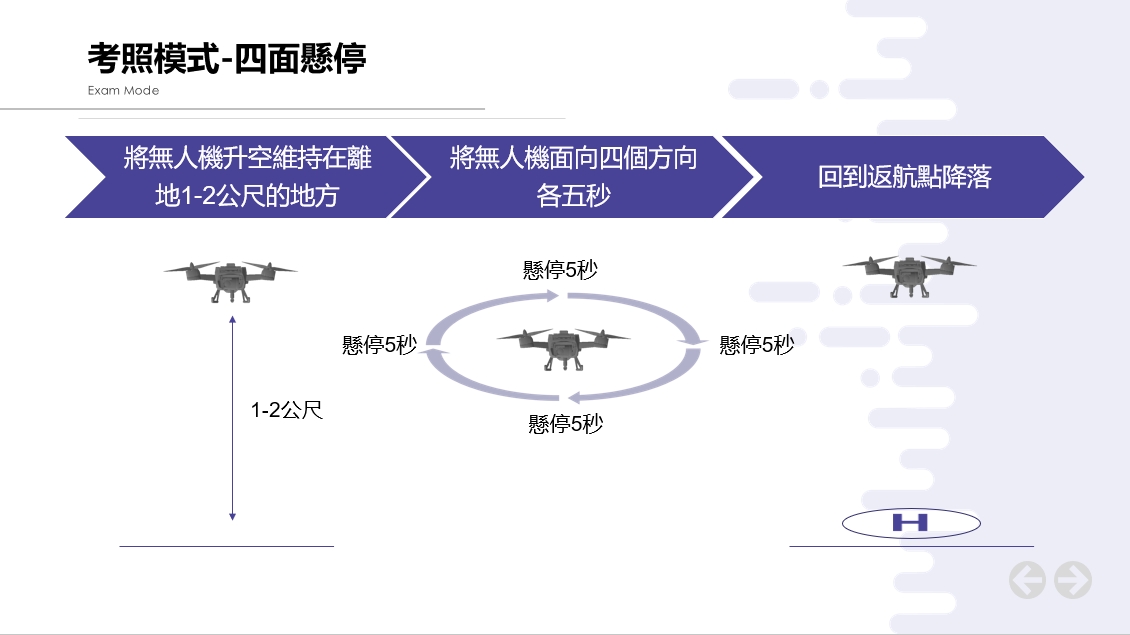 考照模式-四面懸停
Exam Mode
將無人機升空維持在離
地1-2公尺的地方
將無人機面向四個方向
各五秒
回到返航點降落
懸停5秒
懸停5秒
懸停5秒
懸停5秒
1-2公尺
H